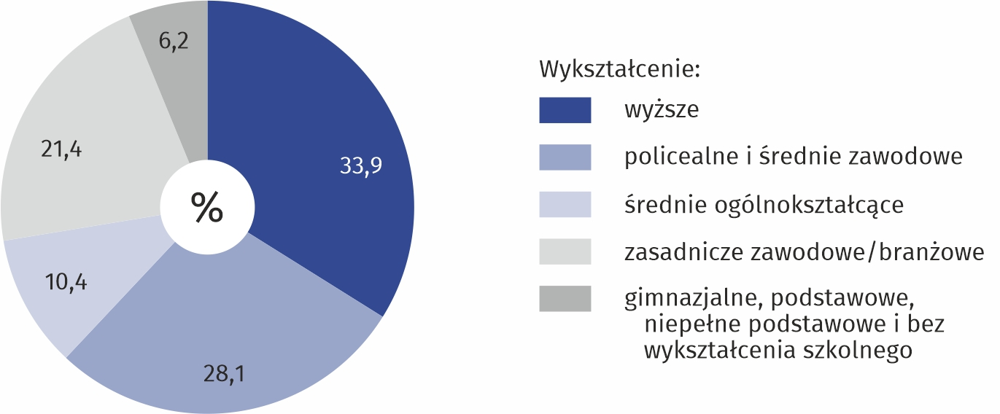 6,2
33,9
21,4
%
10,4
28,1
Wykształcenie:
wyższe
policealne i średnie zawodowe
średnie ogólnokształcące
zasadnicze zawodowe/branżowe
gimnazjalne, podstawowe,
niepełne podstawowe i bez
wykształcenia szkolnego